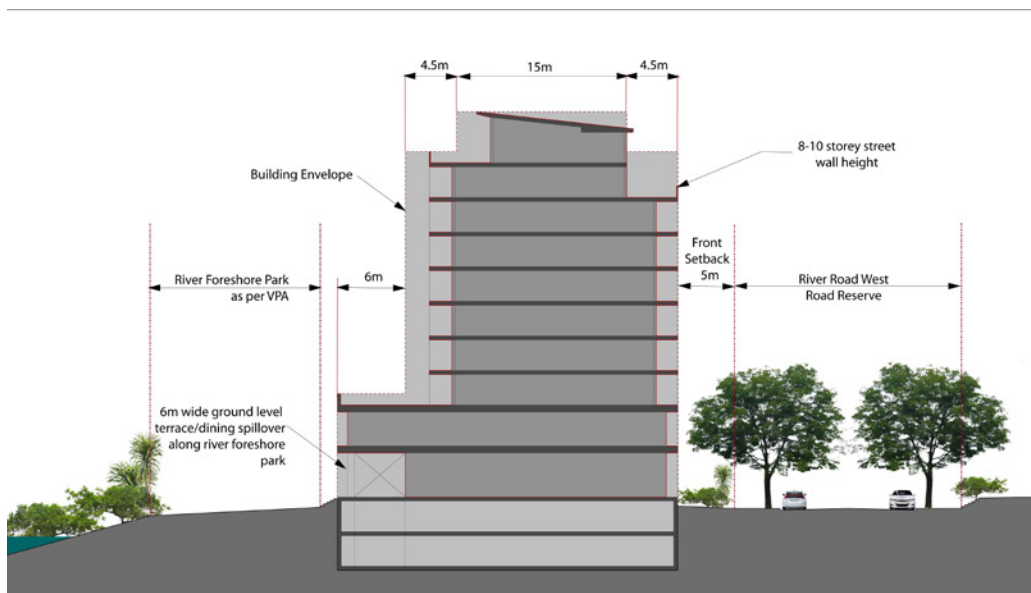 4.5m
15m
4.5m
Building Envelope
8-10 storey street
wall height
River Foreshore Park
as per VPA
6m
Front
Setback
5m
River Road West
Road Reserve
6m wide ground level
terrace/dining spillover
along river foreshore
park